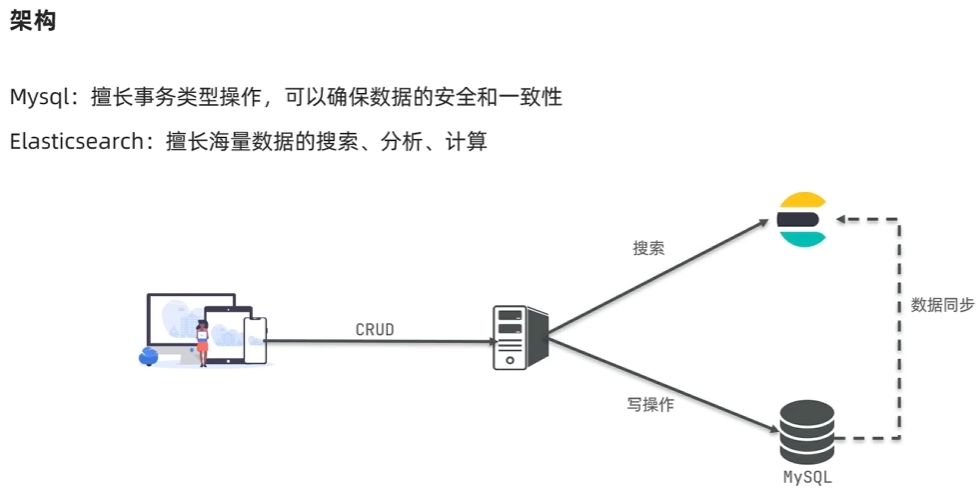 架构
Mysql：擅长事务类型操作，可以确保数据的安全和一致性
Elasticsearch：擅长海量数据的搜索、分析、计算
搜索
数据同步
CRUD
写操作
MySQL